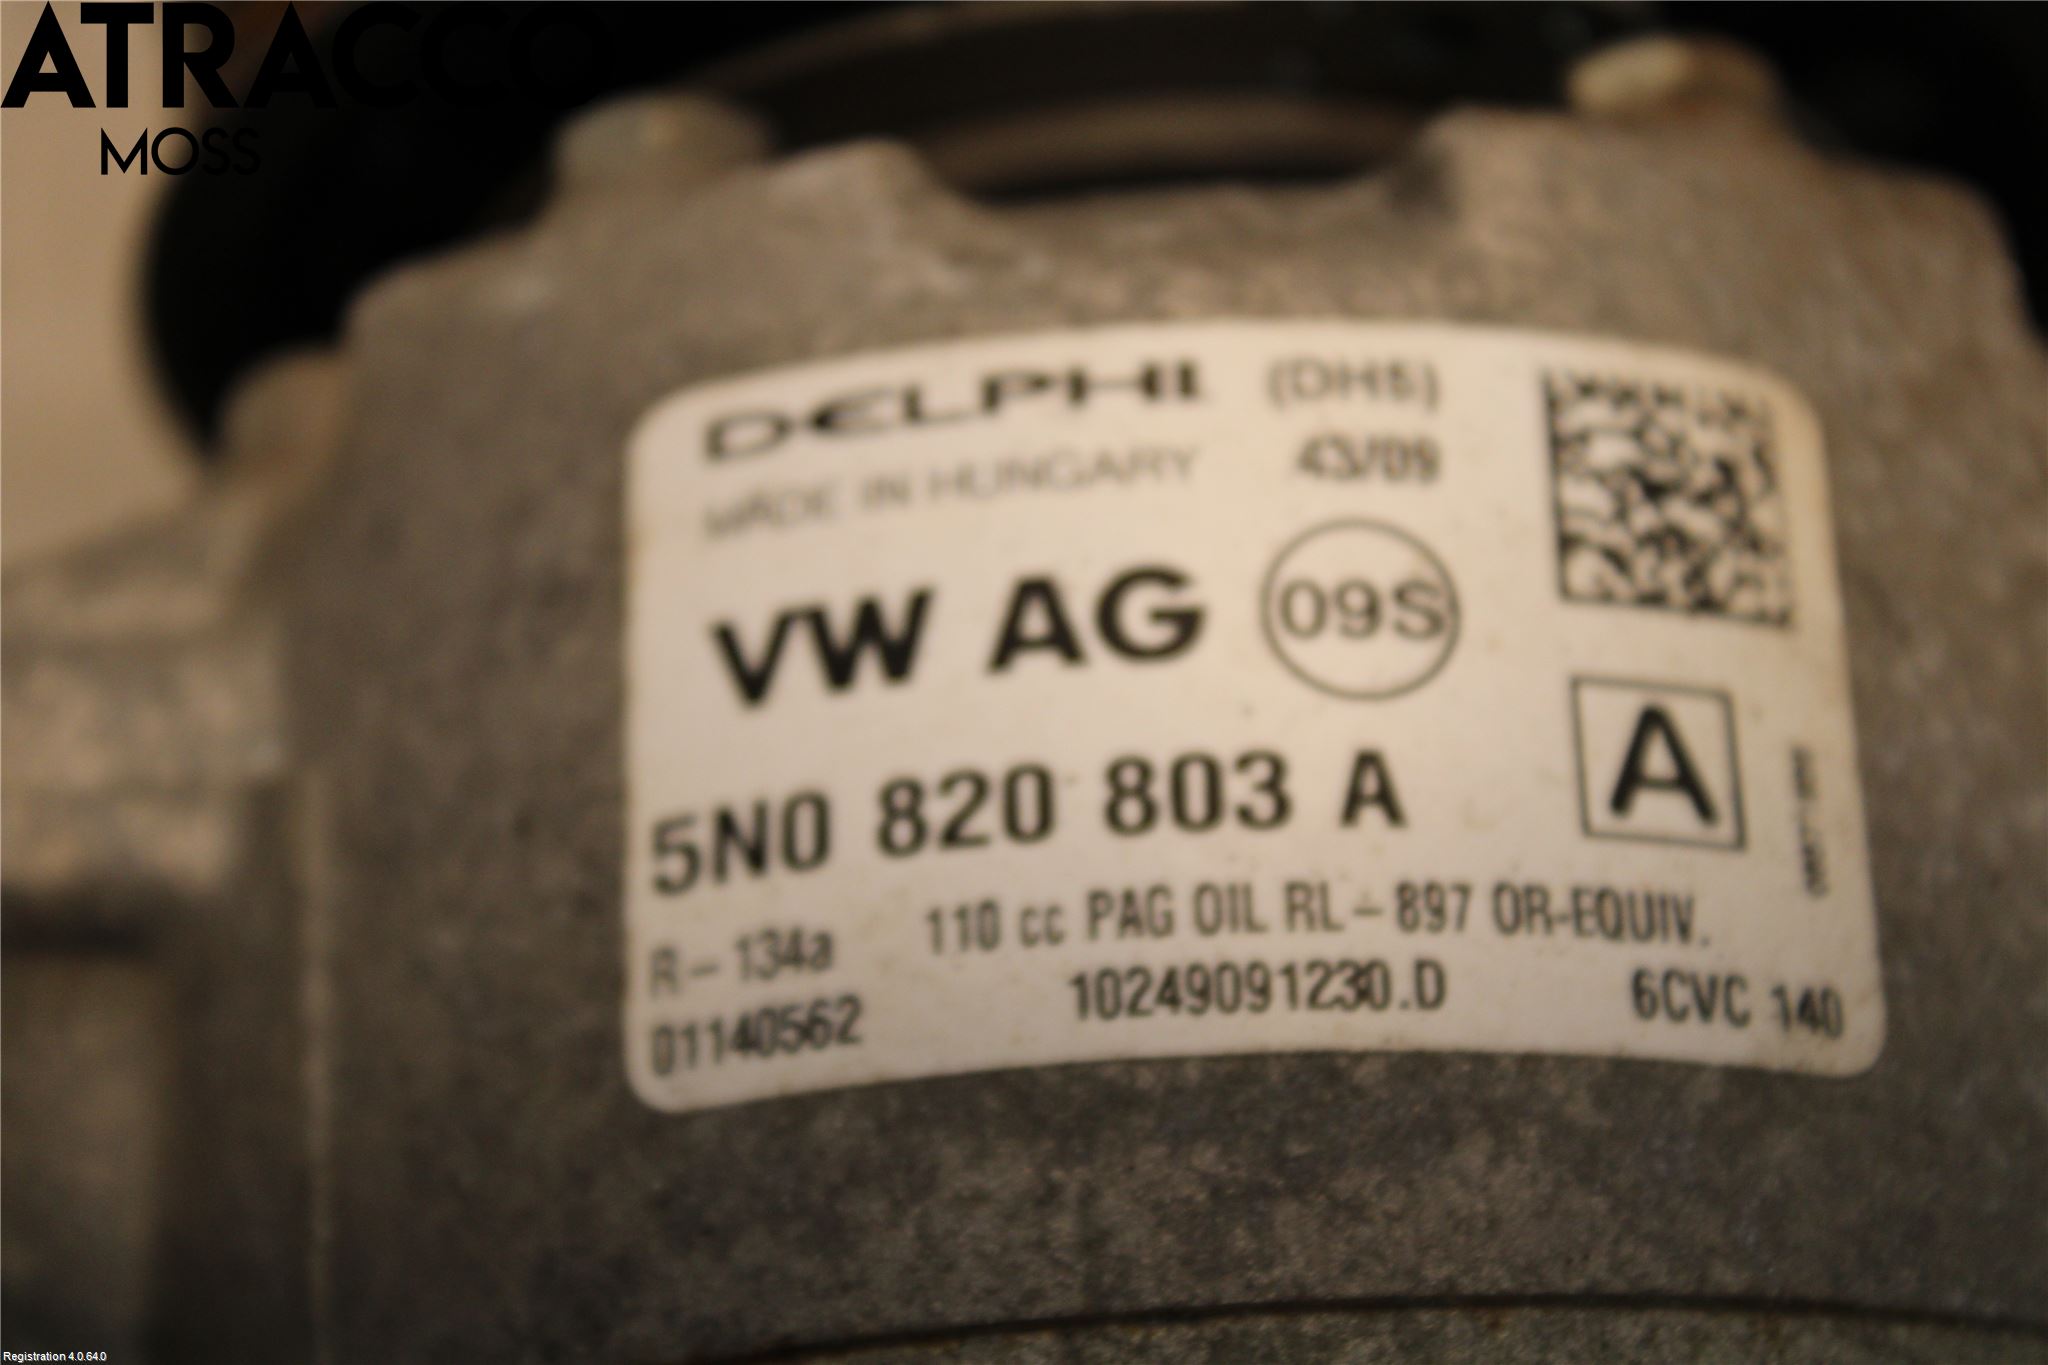 ATRACCO
MOSS
DELPHI (DH5)
MADE IN HUNGARY 43/09
VW AG 09S
A
5N0 820 803 A
R-134a 110 cc PAG OIL RL-897 OR-EQUIV.
01140562 10249091230.D 6CVC 140
Registration 4.0.64.0